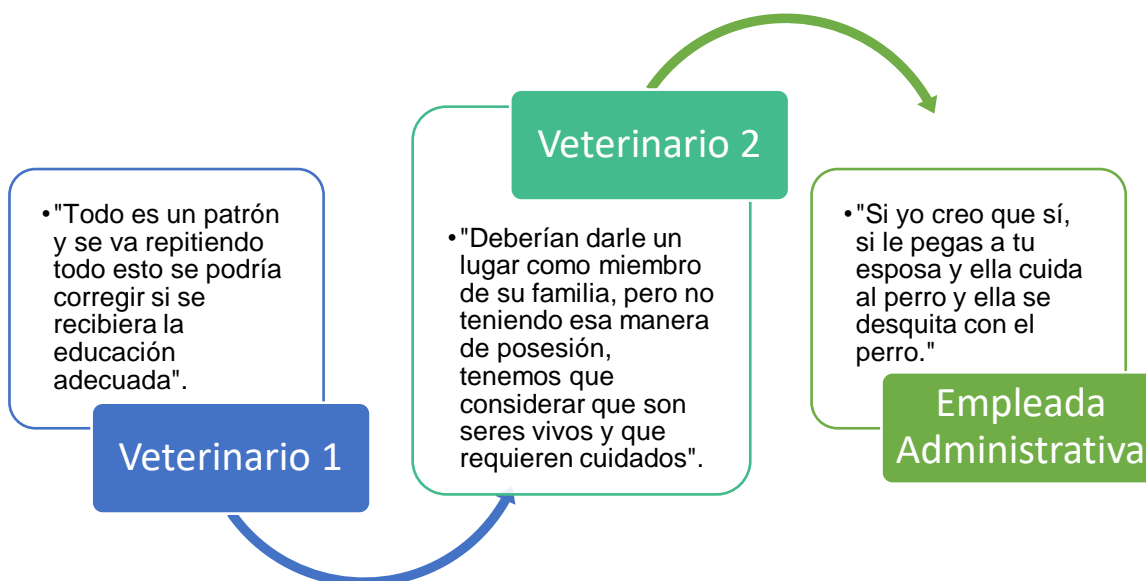 •"Todo es un patrón
y se va repitiendo
todo esto se podría
corregir si se
recibiera la
educación
adecuada".
Veterinario 1
Veterinario 2
•"Deberían darle un
lugar como miembro
de su familia, pero no
teniendo esa manera
de posesión,
tenemos que
considerar que son
seres vivos y que
requieren cuidados".
•"Si yo creo que sí,
si le pegas a tu
esposa y ella cuida
al perro y ella se
desquita con el
perro."
Empleada
Administrativa